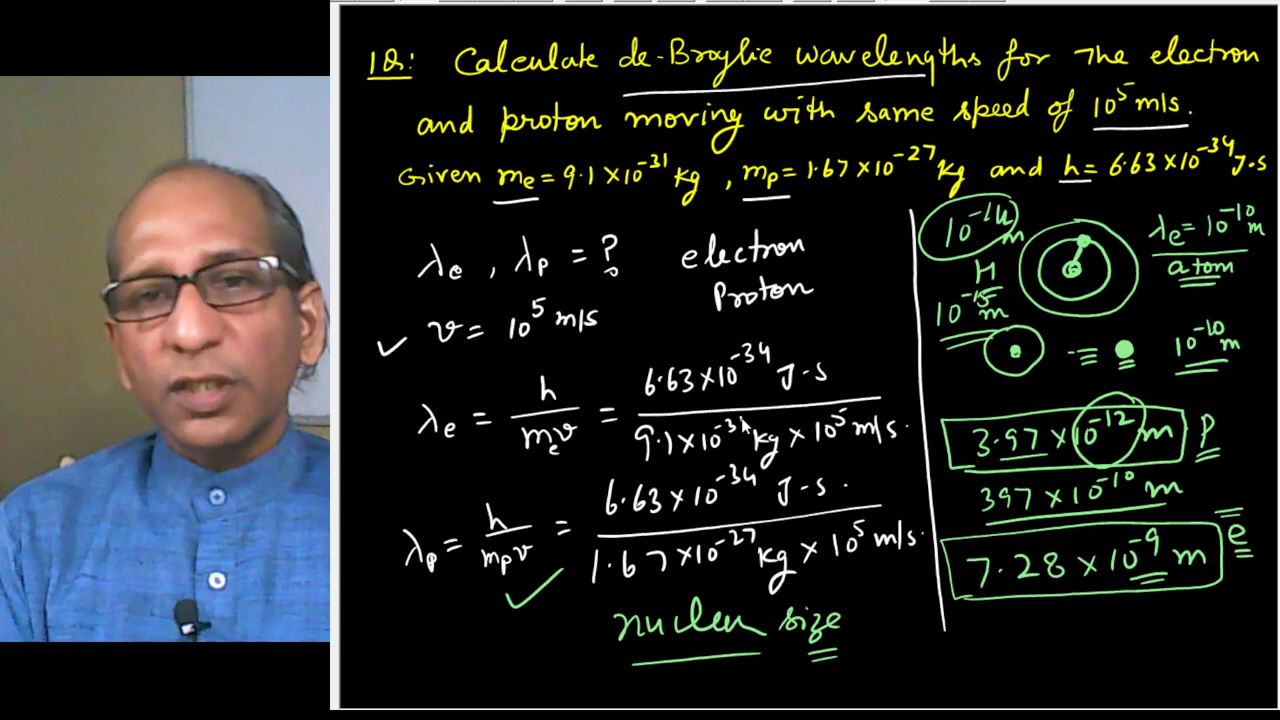 1Q: Calculate de-Broglie wavelengths for the electron
and proton moving with same speed of 10⁵ m/s.
Given mₑ = 9.1 × 10⁻³¹ kg , mₚ = 1.67 × 10⁻²⁷ kg and h = 6.63 × 10⁻³⁴ J·s
λₑ , λₚ = ?
electron
Proton
✓ v = 10⁵ m/s
λₑ = h / mₑv = 6.63 × 10⁻³⁴ J·s / 9.1 × 10⁻³¹ kg × 10⁵ m/s.
λₚ = h / mₚv = 6.63 × 10⁻³⁴ J·s. / 1.67 × 10⁻²⁷ kg × 10⁵ m/s.
nuclear size
10⁻¹⁴ m
λₑ = 10⁻¹⁰ m
atom
H
10⁻¹⁵ m
10⁻¹⁰ m
3.97 × 10⁻¹² m P
397 × 10⁻¹⁰ m
7.28 × 10⁻⁹ m e